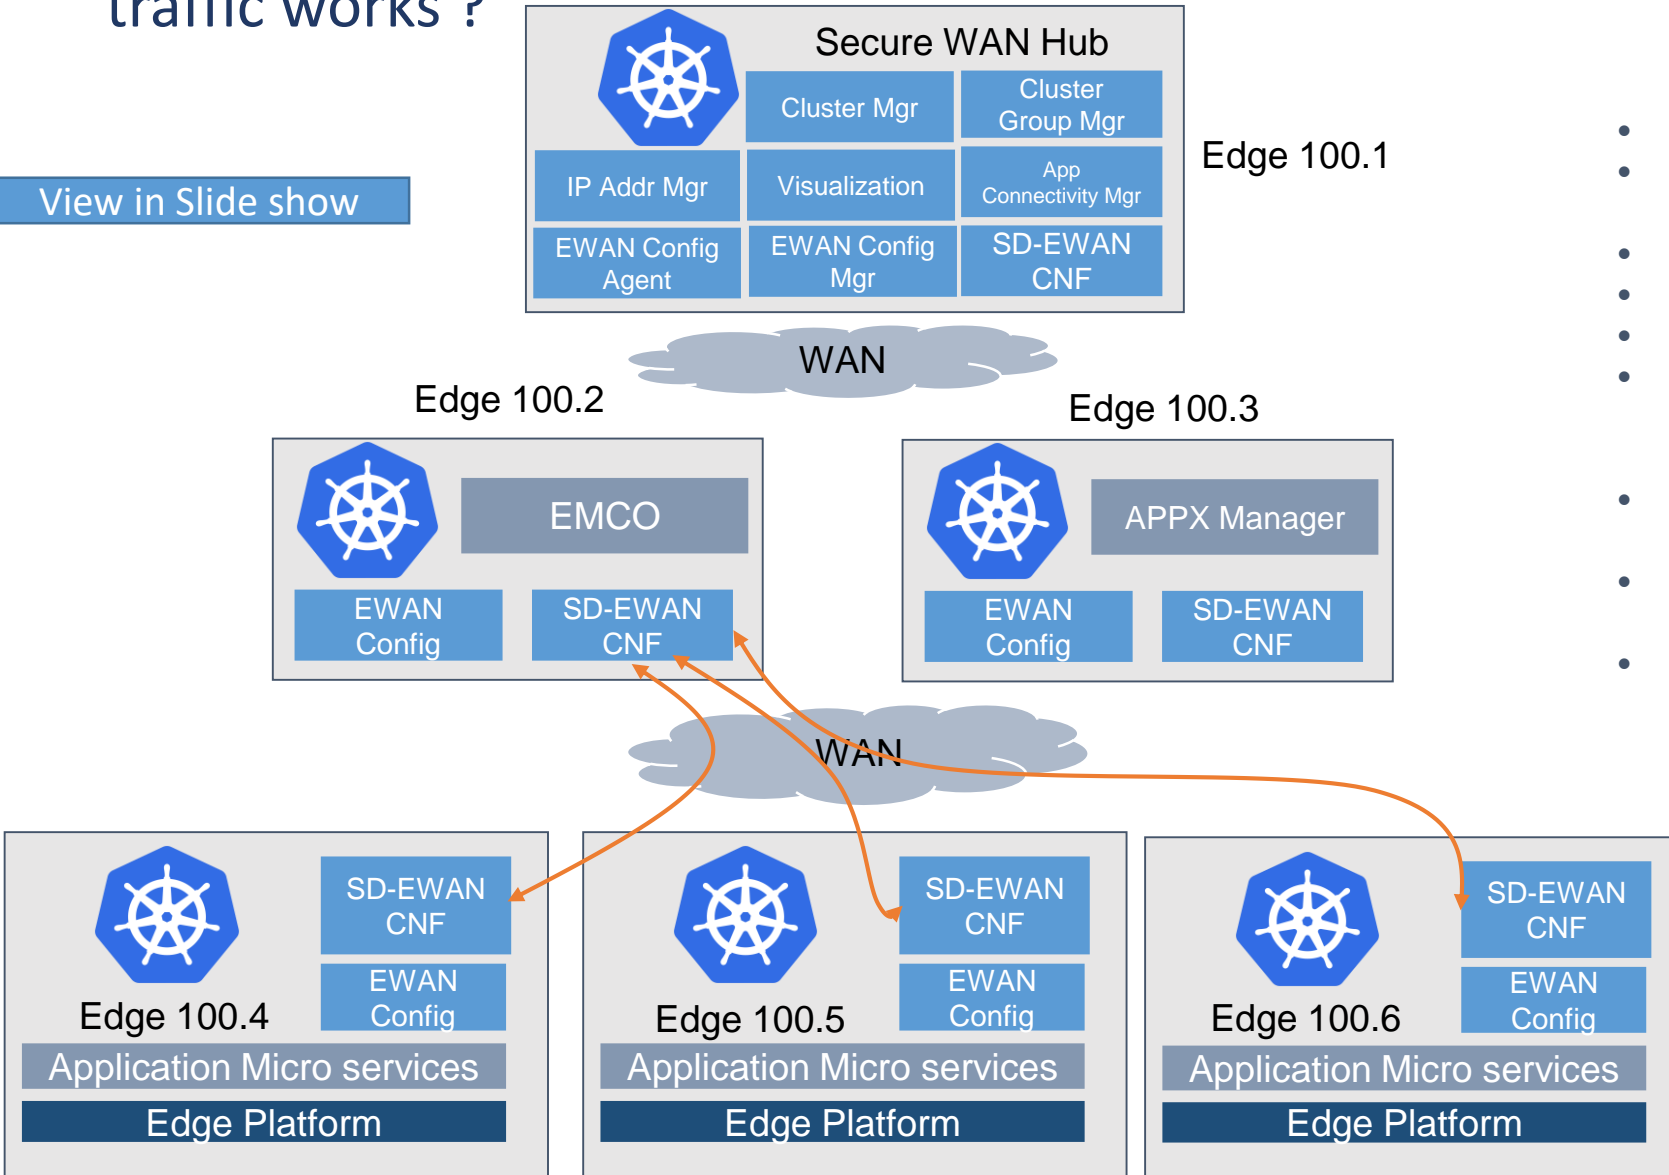 traffic works ?
View in Slide show
Secure WAN Hub
Cluster Mgr
Cluster
Group Mgr
IP Addr Mgr
Visualization
App
Connectivity Mgr
EWAN Config
Agent
EWAN Config
Mgr
SD-EWAN
CNF
Edge 100.1
WAN
Edge 100.2
EMCO
EWAN
Config
SD-EWAN
CNF
Edge 100.3
APPX Manager
EWAN
Config
SD-EWAN
CNF
WAN
SD-EWAN
CNF
EWAN
Config
Edge 100.4
Application Micro services
Edge Platform
SD-EWAN
CNF
EWAN
Config
Edge 100.5
Application Micro services
Edge Platform
SD-EWAN
CNF
EWAN
Config
Edge 100.6
Application Micro services
Edge Platform